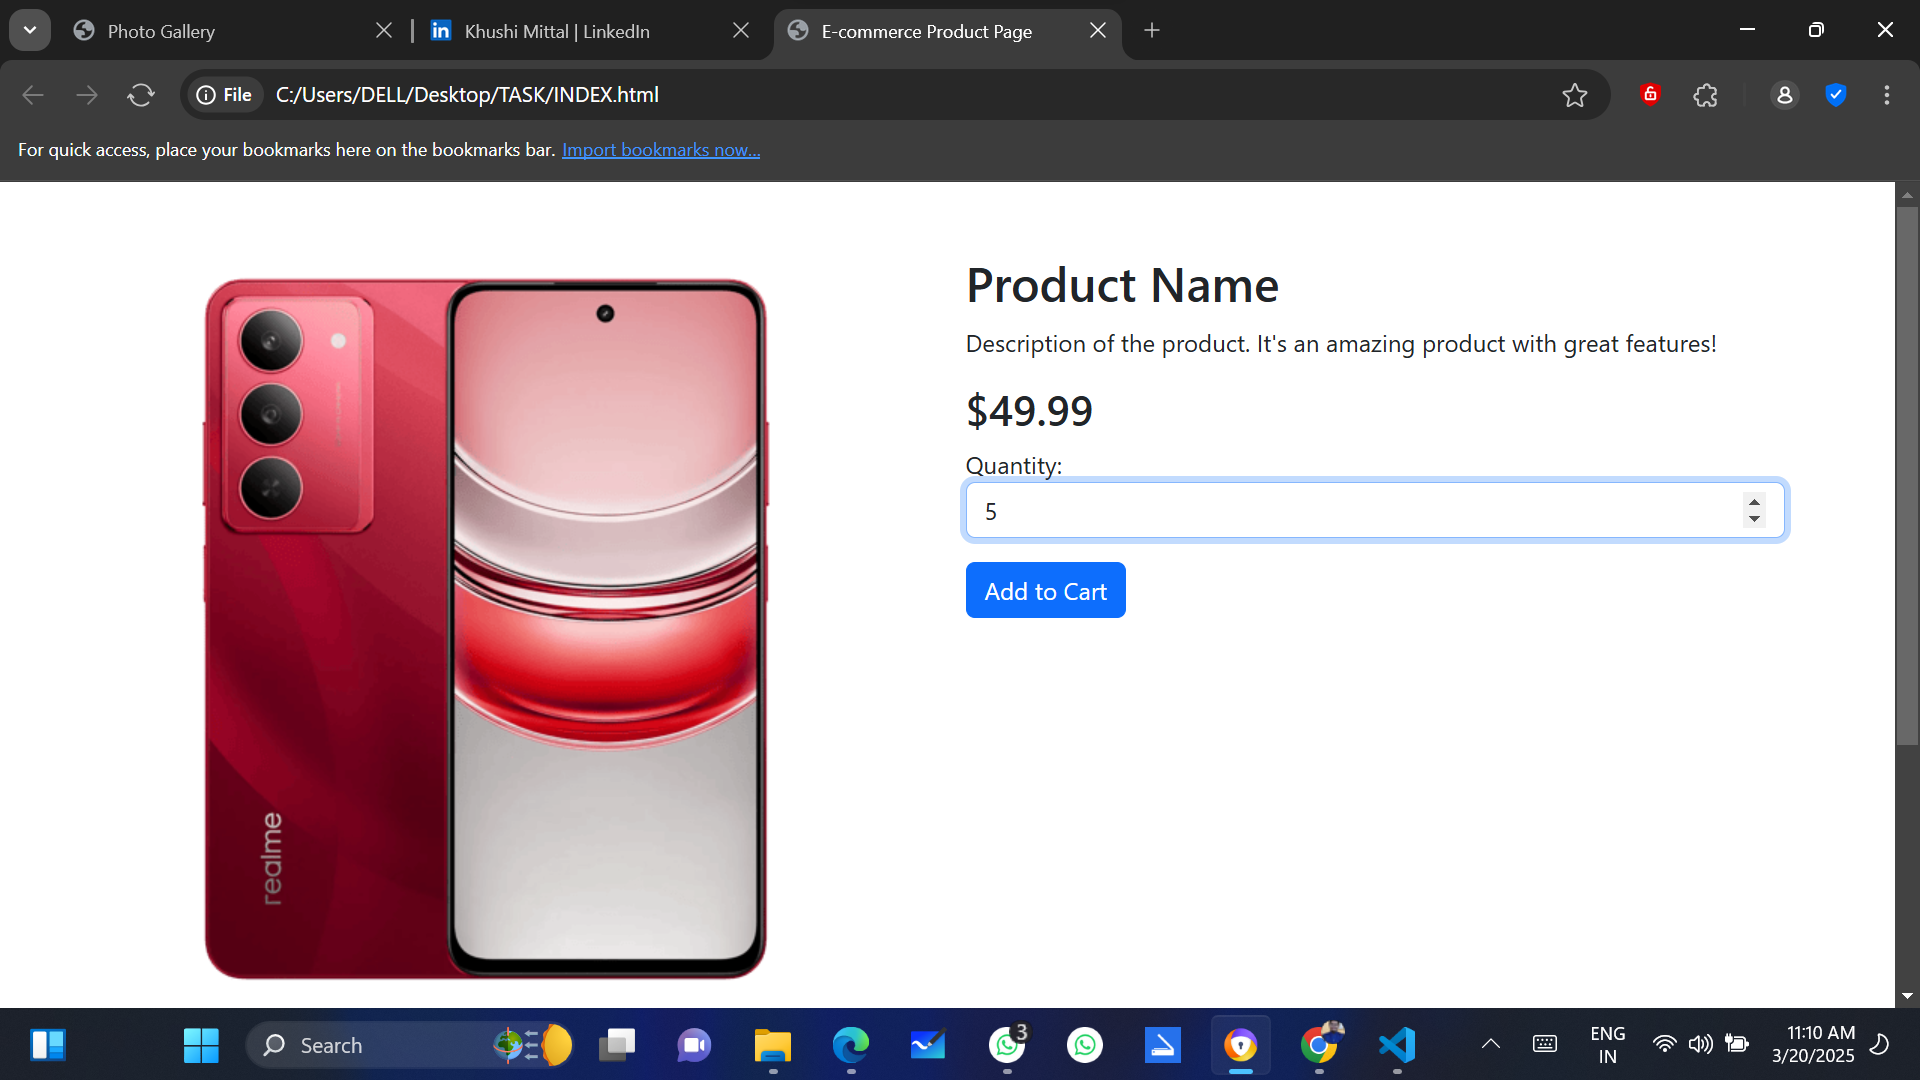 Photo Gallery
Khushi Mittal | LinkedIn
E-commerce Product Page
File
C:/Users/DELL/Desktop/TASK/INDEX.html
For quick access, place your bookmarks here on the bookmarks bar. Import bookmarks now...
Product Name
Description of the product. It's an amazing product with great features!
$49.99
Quantity:
5
Add to Cart
realme
Search
3
ENG
IN
11:10 AM
3/20/2025